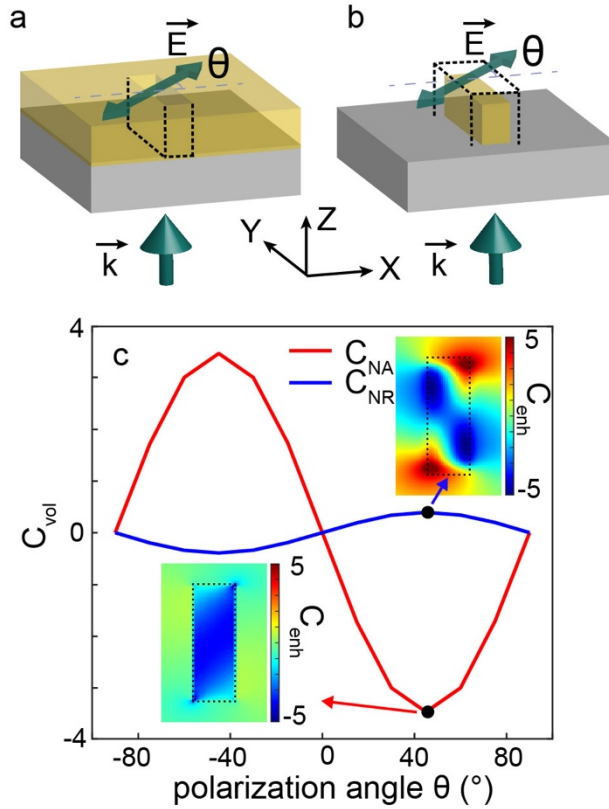 a
E
θ
k
b
E
θ
k
Z
Y
X
c
C_NA
C_NR
5
C_enh
-5
5
C_enh
-5
4
0
-4
C_vol
-80 -40 0 40 80
polarization angle θ (°)